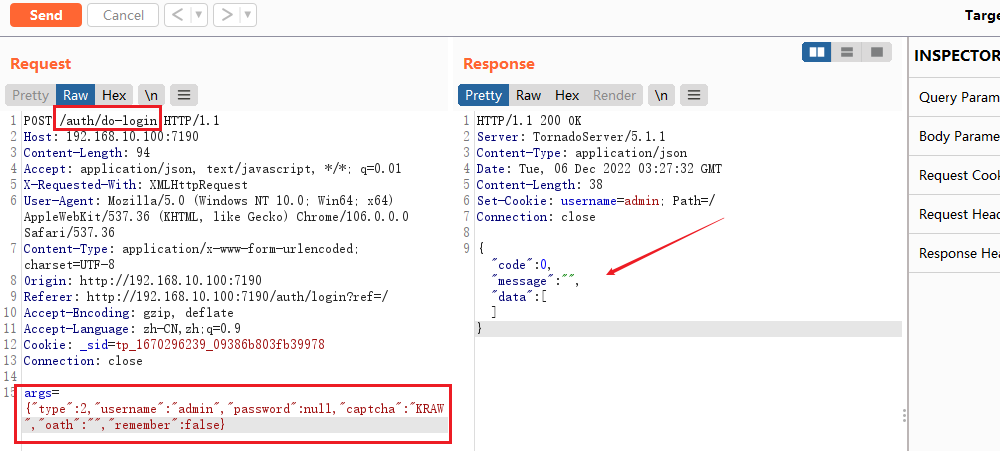 Send Cancel < ▼ > ▼ Targe
Request
Pretty Raw Hex \n
1 POST /auth/do-login HTTP/1.1
2 Host: 192.168.10.100:7190
3 Content-Length: 94
4 Accept: application/json, text/javascript, */*; q=0.01
5 X-Requested-With: XMLHttpRequest
6 User-Agent: Mozilla/5.0 (Windows NT 10.0; Win64; x64)
AppleWebKit/537.36 (KHTML, like Gecko) Chrome/106.0.0.0
Safari/537.36
7 Content-Type: application/x-www-form-urlencoded;
charset=UTF-8
8 Origin: http://192.168.10.100:7190
9 Referer: http://192.168.10.100:7190/auth/login?ref=/
10 Accept-Encoding: gzip, deflate
11 Accept-Language: zh-CN,zh;q=0.9
12 Cookie: _sid=tp_1670296239_09386b803fb39978
13 Connection: close
14
15 args=
{"type":2,"username":"admin","password":null,"captcha":"KRAW
","oath":"","remember":false}
Response
Pretty Raw Hex Render \n
1 HTTP/1.1 200 OK
2 Server: TornadoServer/5.1.1
3 Content-Type: application/json
4 Date: Tue, 06 Dec 2022 03:27:32 GMT
5 Content-Length: 38
6 Set-Cookie: username=admin; Path=/
7 Connection: close
8
9 {
"code":0,
"message":"",
"data":[
]
}
INSPECTOR
Query Param
Body Parame
Request Cook
Request Head
Response He